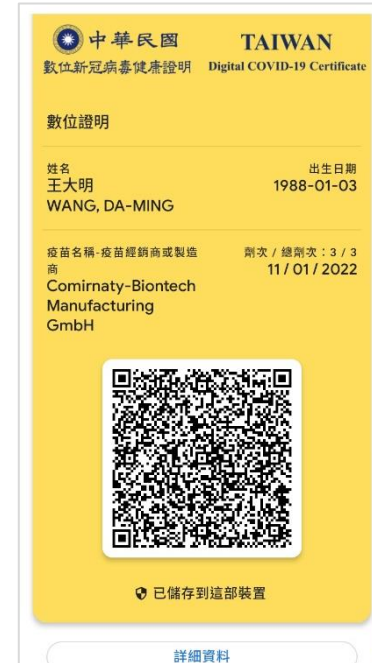 中華民國
TAIWAN
數位新冠病毒健康證明
Digital COVID-19 Certificate
數位證明
姓名
王大明
WANG, DA-MING
出生日期
1988-01-03
疫苗名稱-疫苗經銷商或製造
商
Comirnaty-Biontech
Manufacturing
GmbH
劑次 / 總劑次：3 / 3
11 / 01 / 2022
已儲存到這部裝置
詳細資料